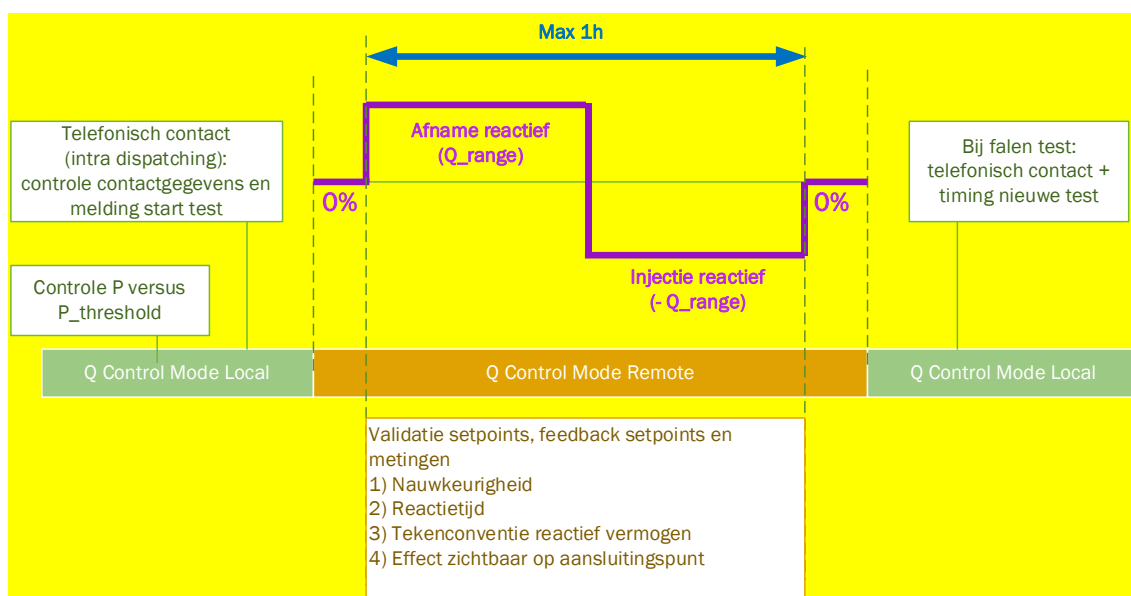 Max 1h
Telefonisch contact
(intra dispatching):
controle contactgegevens en
melding start test
Afname reactief
(Q_range)
Bij falen test:
telefonisch contact +
timing nieuwe test
0%
0%
Injectie reactief
(- Q_range)
Controle P versus
P_threshold
Q Control Mode Local
Q Control Mode Remote
Q Control Mode Local
Validatie setpoints, feedback setpoints en
metingen
1) Nauwkeurigheid
2) Reactietijd
3) Tekenconventie reactief vermogen
4) Effect zichtbaar op aansluitingspunt